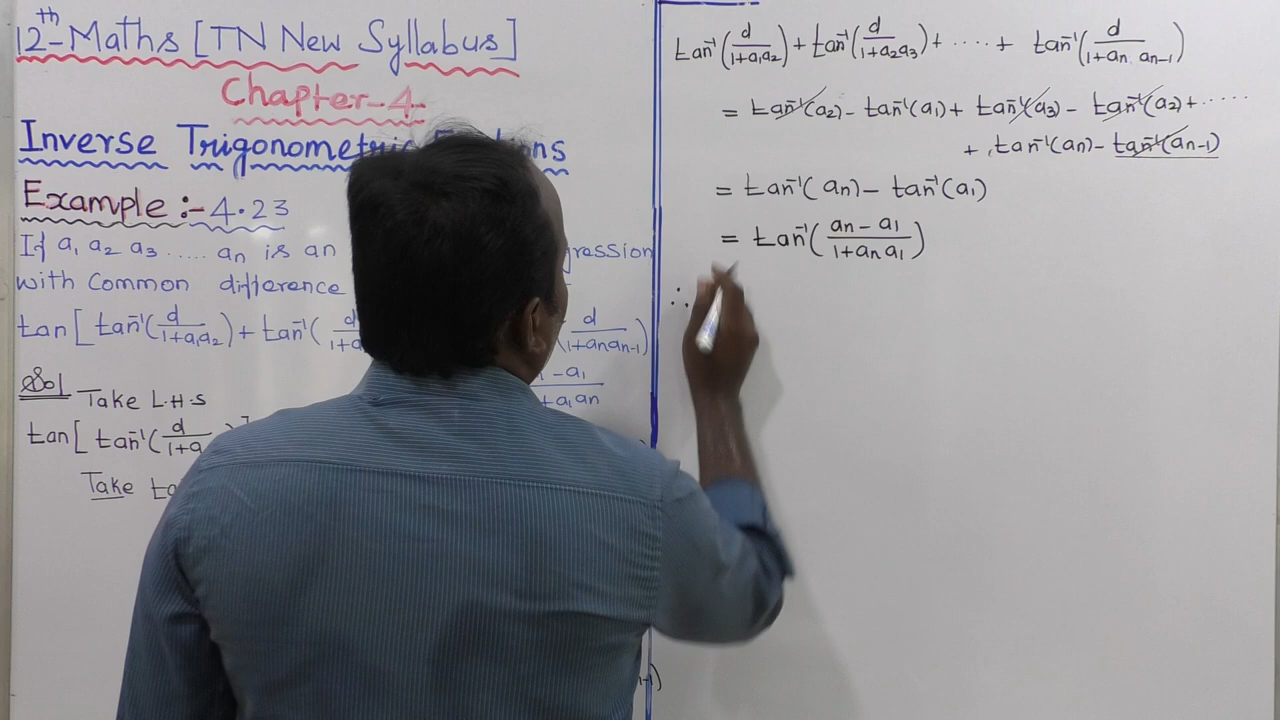 12th-Maths [TN New Syllabus]
Chapter-4
Inverse Trigonometric
Example :- 4.23
If a₁ a₂ a₃ ..... aₙ is an
with Common difference
tan[ tan⁻¹(d/(1+a₁a₂)) + tan⁻¹( d/(1+aₙaₙ₋₁))
-a₁
+a₁aₙ
Sol Take L.H.S
tan[ tan⁻¹(d/(1+a
Take
tan⁻¹(d/(1+a₁a₂)) + tan⁻¹(d/(1+a₂a₃)) + ..... + tan⁻¹(d/(1+aₙ aₙ₋₁))
= tan⁻¹(a₂) - tan⁻¹(a₁) + tan⁻¹(a₃) - tan⁻¹(a₂) + .....
+ tan⁻¹(aₙ) - tan⁻¹(aₙ₋₁)
= tan⁻¹(aₙ) - tan⁻¹(a₁)
= tan⁻¹((aₙ - a₁)/(1+aₙa₁))
∴